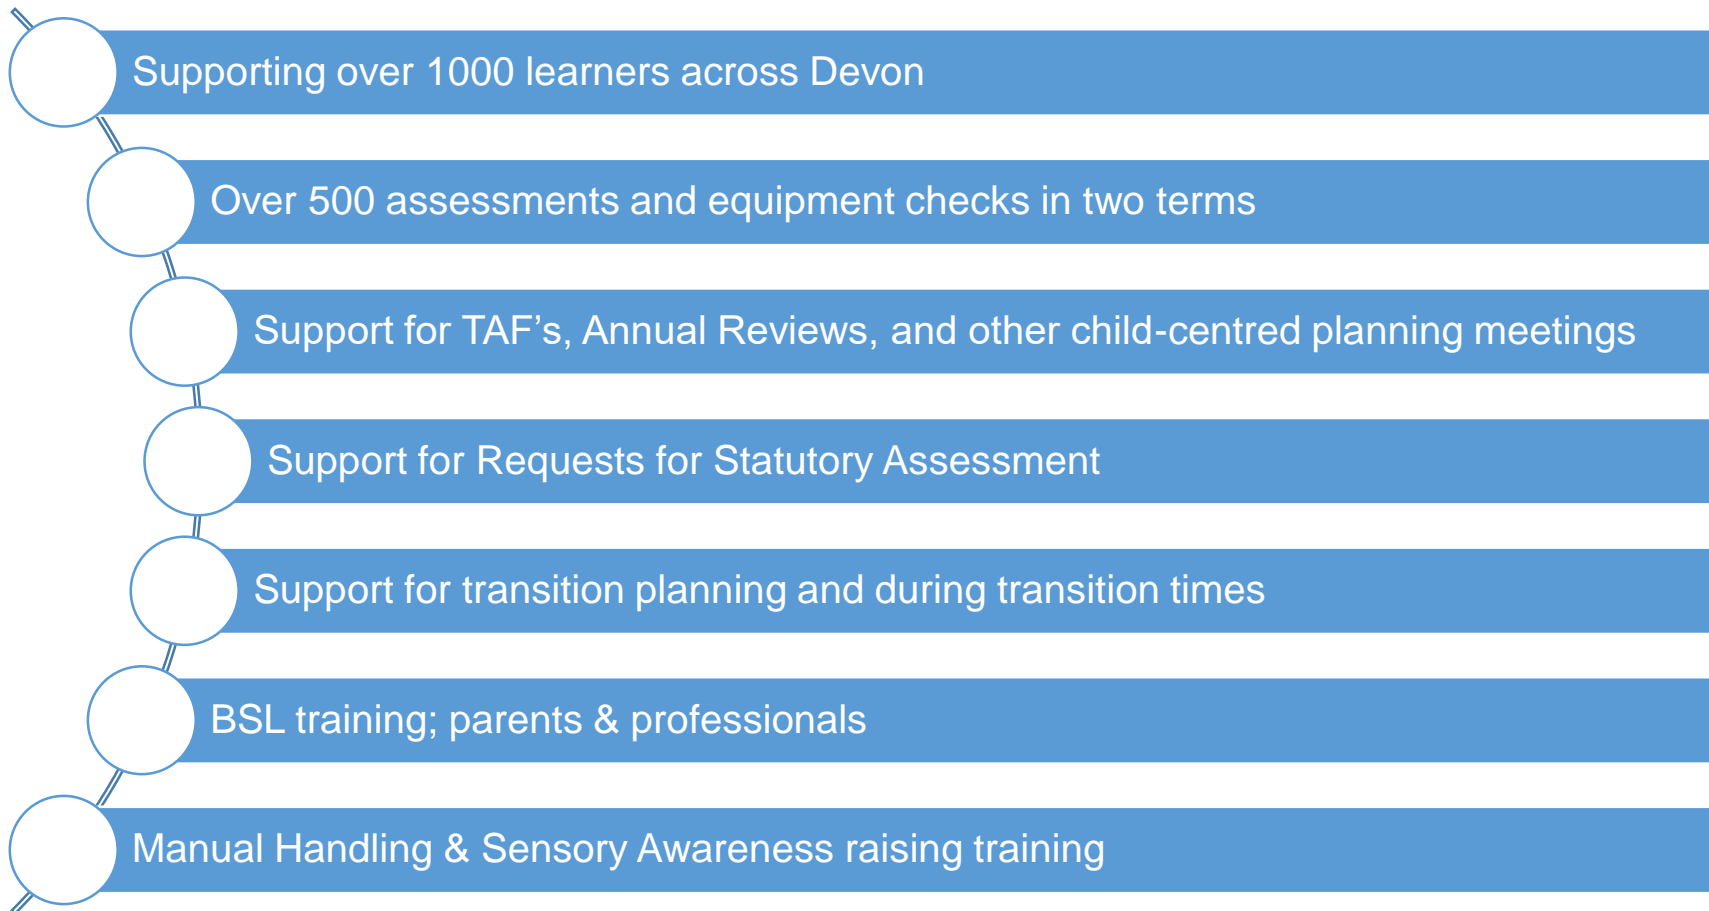 Supporting over 1000 learners across Devon
Over 500 assessments and equipment checks in two terms
Support for TAF’s, Annual Reviews, and other child-centred planning meetings
Support for Requests for Statutory Assessment
Support for transition planning and during transition times
BSL training; parents & professionals
Manual Handling & Sensory Awareness raising training